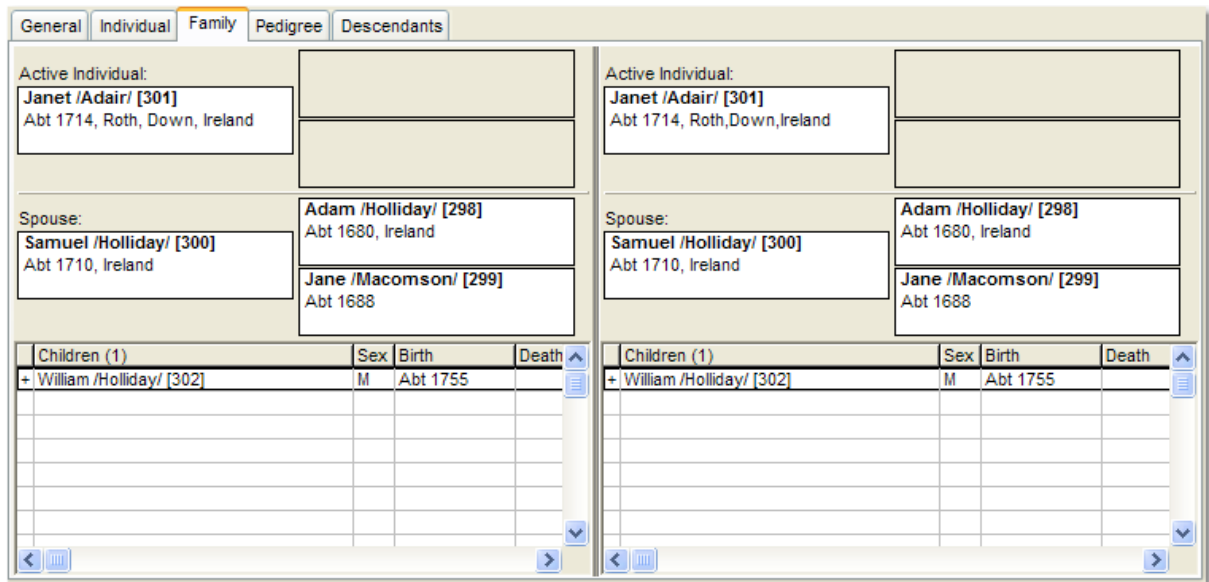 General Individual Family Pedigree Descendants
Active Individual:
Janet /Adair/ [301]
Abt 1714, Roth, Down, Ireland
Spouse:
Samuel /Holliday/ [300]
Abt 1710, Ireland
Adam /Holliday/ [298]
Abt 1680, Ireland
Jane /Macomson/ [299]
Abt 1688
Children (1) Sex Birth Death
+ William /Holliday/ [302] M Abt 1755
Active Individual:
Janet /Adair/ [301]
Abt 1714, Roth,Down,Ireland
Spouse:
Samuel /Holliday/ [300]
Abt 1710, Ireland
Adam /Holliday/ [298]
Abt 1680, Ireland
Jane /Macomson/ [299]
Abt 1688
Children (1) Sex Birth Death
+ William /Holliday/ [302] M Abt 1755